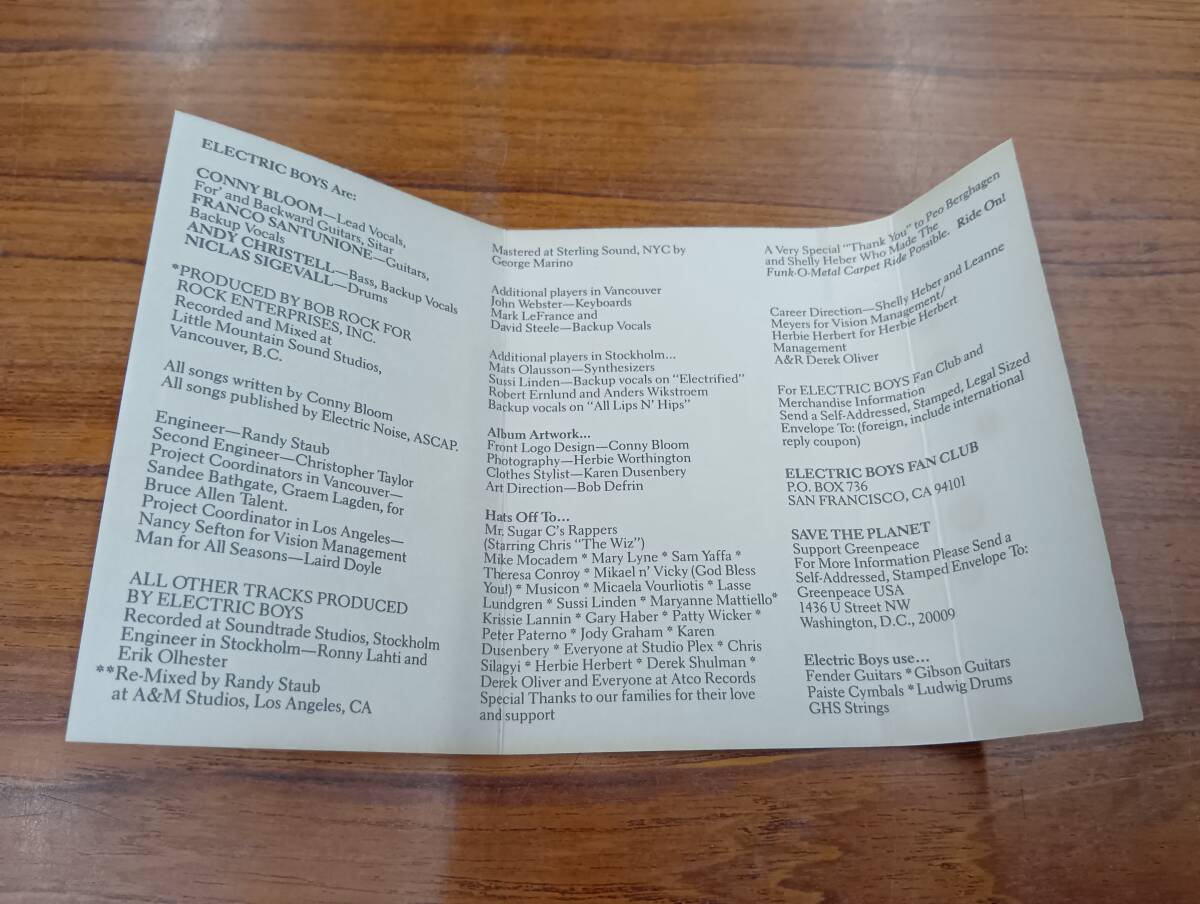 ELECTRIC BOYS Are:
CONNY BLOOM—Lead Vocals,
For' and Backward Guitars, Sitar
FRANCO SANTUNIONE—Guitars,
Backup Vocals
ANDY CHRISTELL—Bass, Backup Vocals
NICLAS SIGEVALL—Drums
*PRODUCED BY BOB ROCK FOR
ROCK ENTERPRISES, INC.
Recorded and Mixed at
Little Mountain Sound Studios,
Vancouver, B.C.
All songs written by Conny Bloom
All songs published by Electric Noise, ASCAP.
Engineer—Randy Staub
Second Engineer—Christopher Taylor
Project Coordinators in Vancouver—
Sandee Bathgate, Graem Lagden, for
Bruce Allen Talent.
Project Coordinator in Los Angeles—
Nancy Sefton for Vision Management
Man for All Seasons—Laird Doyle
ALL OTHER TRACKS PRODUCED
BY ELECTRIC BOYS
Recorded at Soundtrade Studios, Stockholm
Engineer in Stockholm—Ronny Lahti and
Erik Olhester
**Re-Mixed by Randy Staub
at A&M Studios, Los Angeles, CA
Mastered at Sterling Sound, NYC by
George Marino
Additional players in Vancouver
John Webster—Keyboards
Mark LeFrance and
David Steele—Backup Vocals
Additional players in Stockholm...
Mats Olausson—Synthesizers
Sussi Linden—Backup vocals on "Electrified"
Robert Ernlund and Anders Wikstroem
Backup vocals on "All Lips N' Hips"
Album Artwork...
Front Logo Design—Conny Bloom
Photography—Herbie Worthington
Clothes Stylist—Karen Dusenbery
Art Direction—Bob Defrin
Hats Off To...
Mr. Sugar C's Rappers
(Starring Chris "The Wiz")
Mike Mocadem * Mary Lyne * Sam Yaffa *
Theresa Conroy * Mikael n' Vicky (God Bless
You!) * Musicon * Micaela Vourliotis * Lasse
Lundgren * Sussi Linden * Maryanne Mattiello*
Krissie Lannin * Gary Haber * Patty Wicker *
Peter Paterno * Jody Graham * Karen
Dusenbery * Everyone at Studio Plex * Chris
Silagyi * Herbie Herbert * Derek Shulman *
Derek Oliver and Everyone at Atco Records
Special Thanks to our families for their love
and support
A Very Special "Thank You" to Peo Berghagen
and Shelly Heber Who Made The
Funk-O-Metal Carpet Ride Possible. Ride On!
Career Direction—Shelly Heber and Leanne
Meyers for Vision Management/
Herbie Herbert for Herbie Herbert
Management
A&R Derek Oliver
For ELECTRIC BOYS Fan Club and
Merchandise Information
Send a Self-Addressed, Stamped, Legal Sized
Envelope To: (foreign, include international
reply coupon)
ELECTRIC BOYS FAN CLUB
P.O. BOX 736
SAN FRANCISCO, CA 94101
SAVE THE PLANET
Support Greenpeace
For More Information Please Send a
Self-Addressed, Stamped Envelope To:
Greenpeace USA
1436 U Street NW
Washington, D.C., 20009
Electric Boys use...
Fender Guitars * Gibson Guitars
Paiste Cymbals * Ludwig Drums
GHS Strings